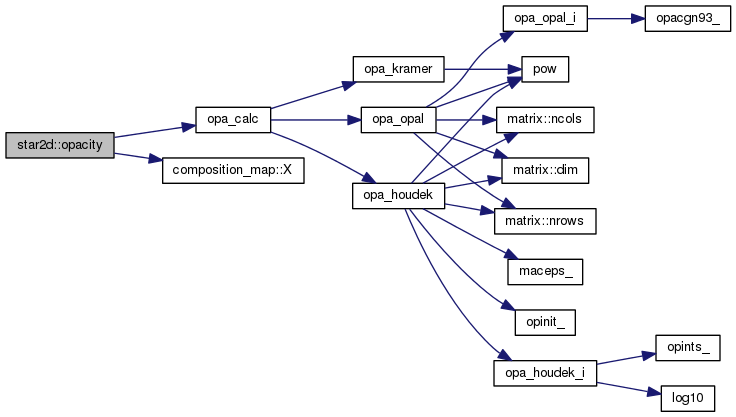 star2d::opacity
opa_calc
composition_map::X
opa_kramer
opa_opal
opa_houdek
opa_opal_i
pow
matrix::ncols
matrix::dim
matrix::nrows
maceps_
opinit_
opa_houdek_i
opacgn93_
opints_
log10